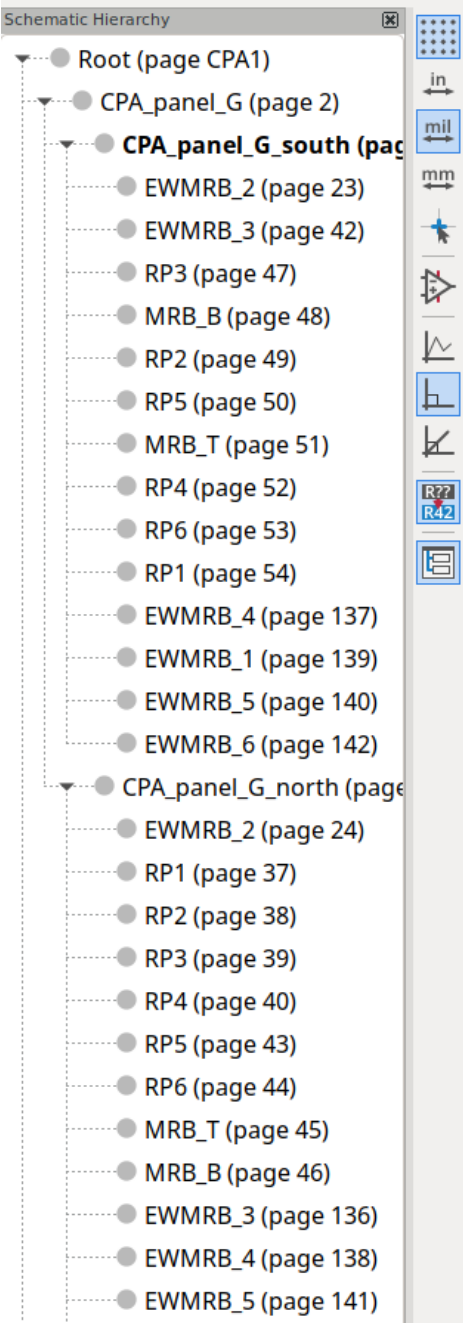 Schematic Hierarchy
Root (page CPA1)
CPA_panel_G (page 2)
CPA_panel_G_south (pag
EWMRB_2 (page 23)
EWMRB_3 (page 42)
RP3 (page 47)
MRB_B (page 48)
RP2 (page 49)
RP5 (page 50)
MRB_T (page 51)
RP4 (page 52)
RP6 (page 53)
RP1 (page 54)
EWMRB_4 (page 137)
EWMRB_1 (page 139)
EWMRB_5 (page 140)
EWMRB_6 (page 142)
CPA_panel_G_north (page
EWMRB_2 (page 24)
RP1 (page 37)
RP2 (page 38)
RP3 (page 39)
RP4 (page 40)
RP5 (page 43)
RP6 (page 44)
MRB_T (page 45)
MRB_B (page 46)
EWMRB_3 (page 136)
EWMRB_4 (page 138)
EWMRB_5 (page 141)
in
mil
mm
R??
R42